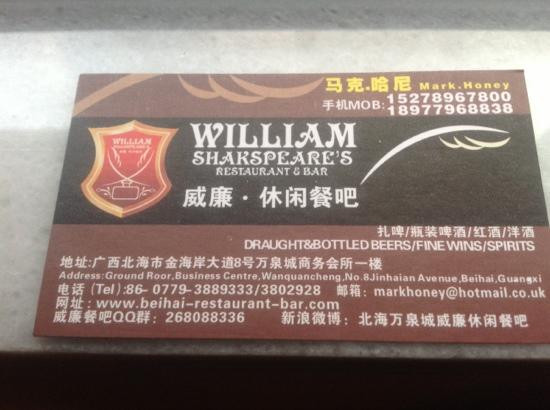 马克.哈尼 Mark.Honey
手机MOB: 15278967800
18977968838
WILLIAM
SHAKSPEARE'S
WILLIAM
SHAKSPEARE'S
RESTAURANT & BAR
威廉·休闲餐吧
扎啤/瓶装啤酒/红酒/洋酒
DRAUGHT&BOTTLED BEERS/FINE WINS/SPIRITS
地址:广西北海市金海岸大道8号万泉城商务会所一楼
Address:Ground Roor,Business Centre,Wanquancheng,No.8Jinhaian Avenue,Beihai,Guangxi
电话 (Tel):86- 0779-3889333/3802928 邮箱: markhoney@hotmail.co.uk
网址: www.beihai-restaurant-bar.com
威廉餐吧QQ群: 268088336 新浪微博: 北海万泉城威廉休闲餐吧